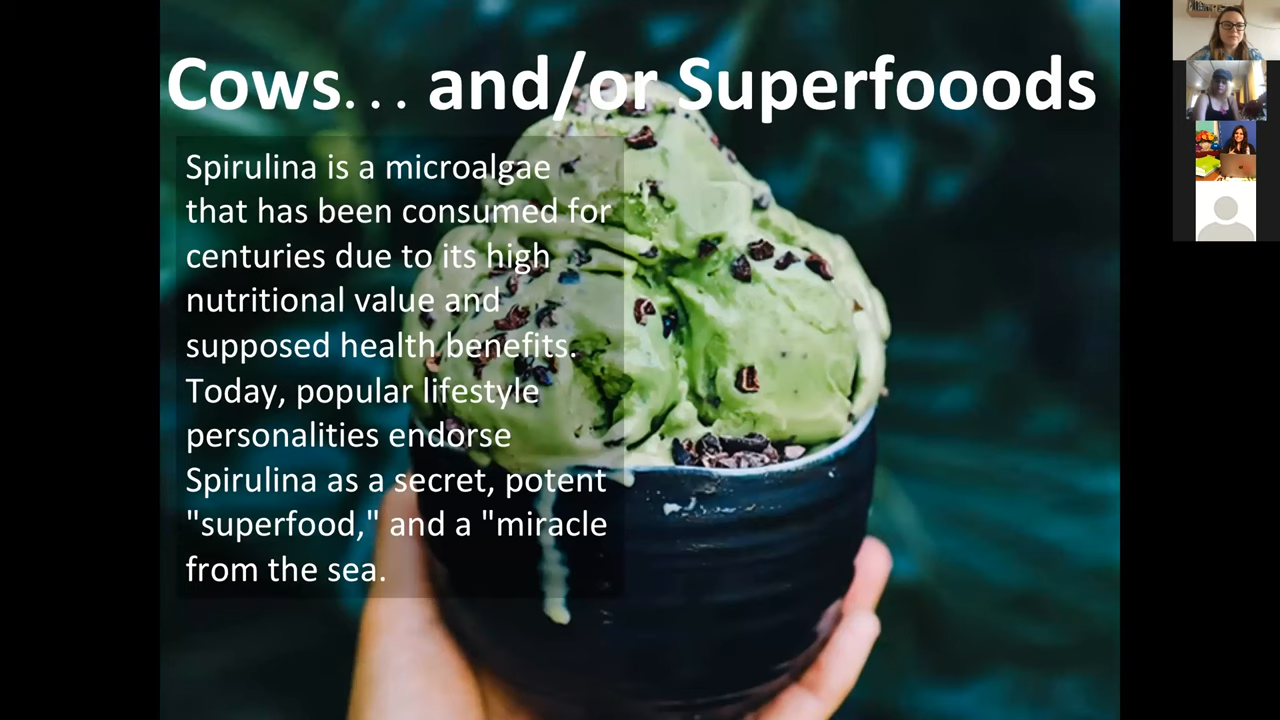 Cows... and/or Superfooods
Spirulina is a microalgae
that has been consumed for
centuries due to its high
nutritional value and
supposed health benefits.
Today, popular lifestyle
personalities endorse
Spirulina as a secret, potent
"superfood," and a "miracle
from the sea.